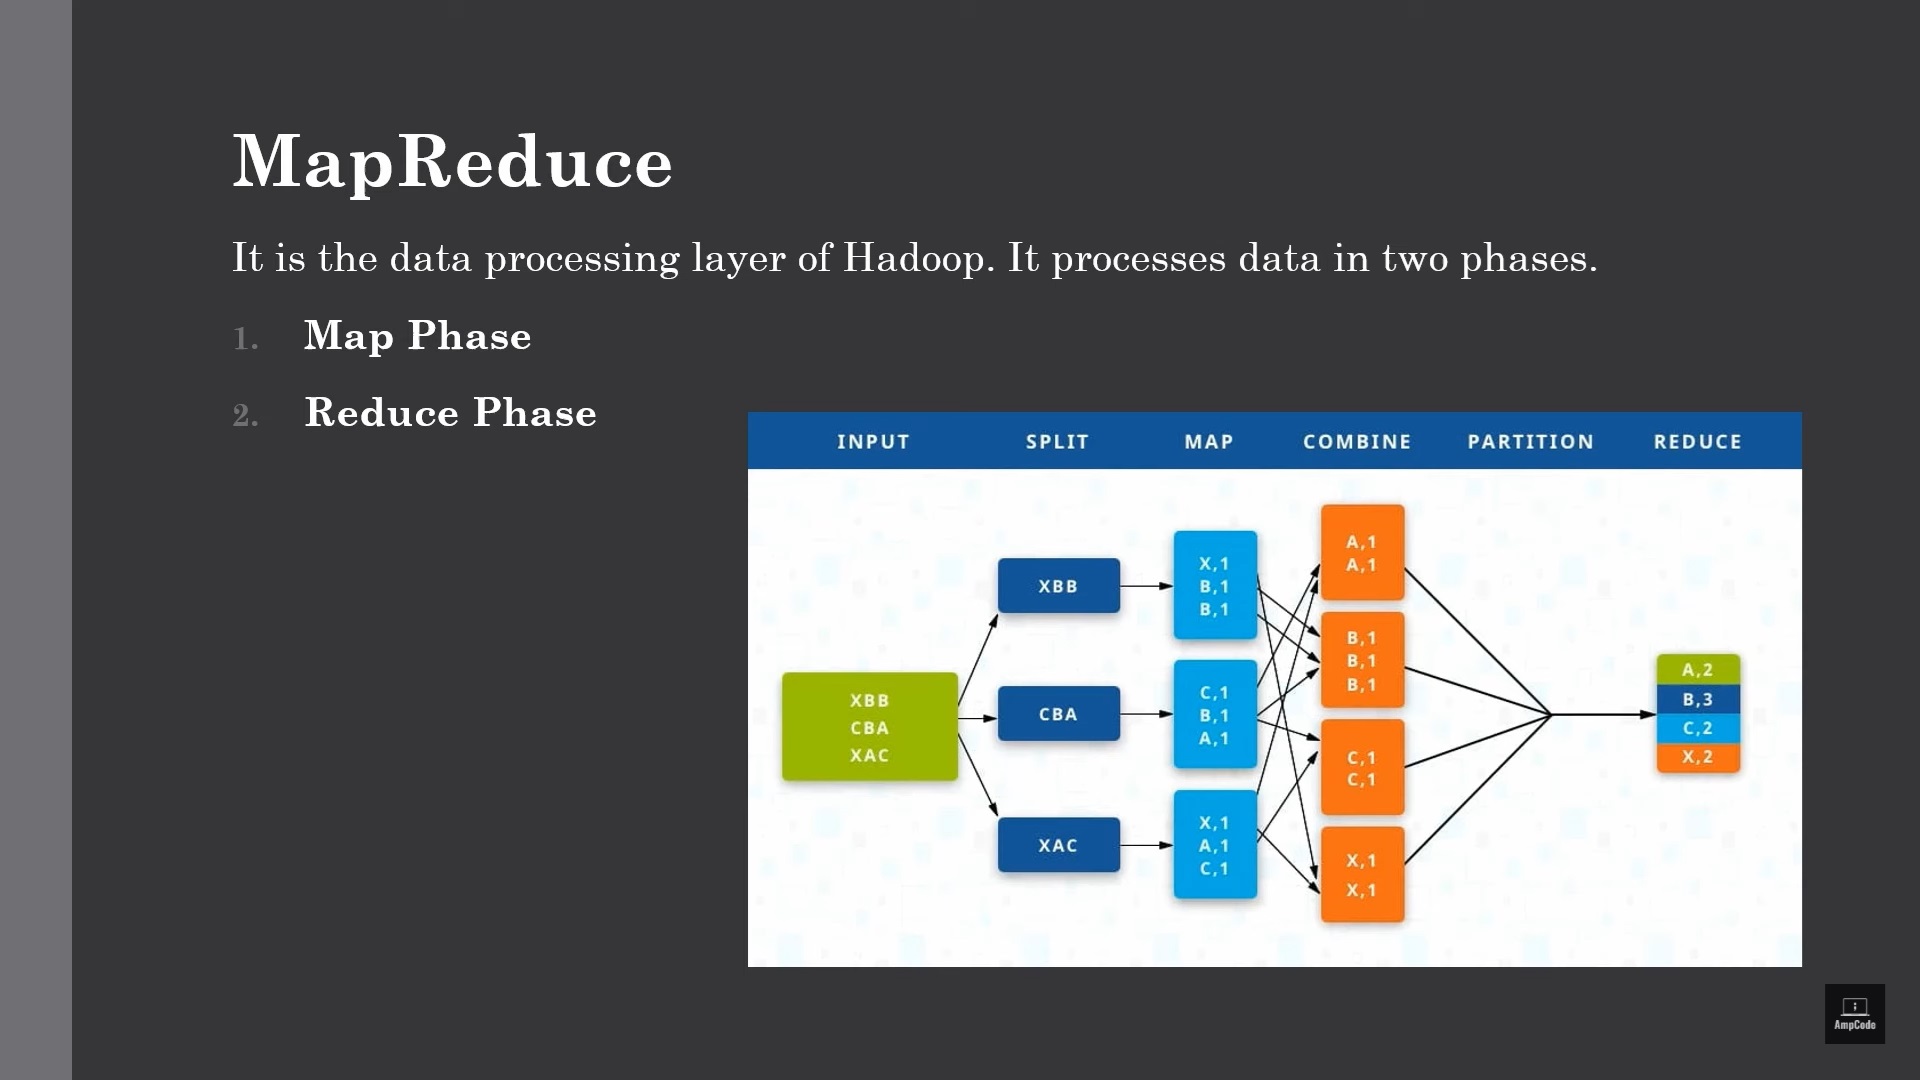 MapReduce
It is the data processing layer of Hadoop. It processes data in two phases.
1. Map Phase
2. Reduce Phase
INPUT SPLIT MAP COMBINE PARTITION REDUCE
XBB
CBA
XAC
XBB
CBA
XAC
X,1
B,1
B,1
C,1
B,1
A,1
X,1
A,1
C,1
A,1
A,1
B,1
B,1
B,1
C,1
C,1
X,1
X,1
A,2
B,3
C,2
X,2
AmpCode